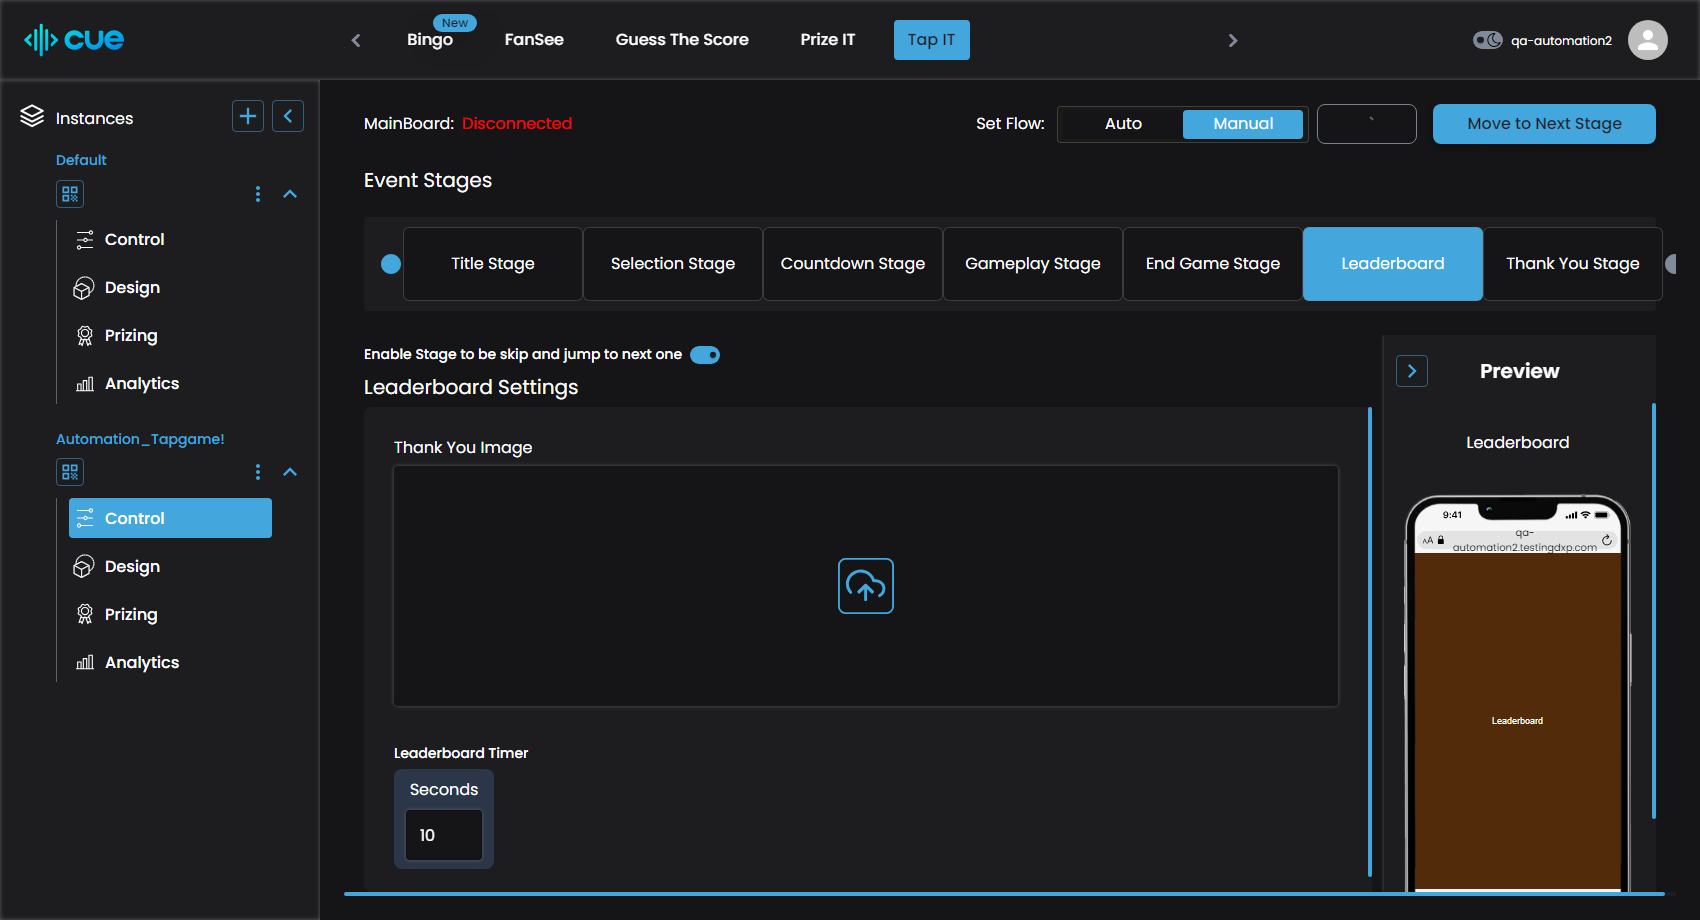 cue
New
Bingo
FanSee
Guess The Score
Prize IT
Tap IT
qa-automation2
Instances
Default
Control
Design
Prizing
Analytics
Automation_Tapgame!
Control
Design
Prizing
Analytics
MainBoard: Disconnected
Set Flow:
Auto
Manual
`
Move to Next Stage
Event Stages
Title Stage
Selection Stage
Countdown Stage
Gameplay Stage
End Game Stage
Leaderboard
Thank You Stage
Enable Stage to be skip and jump to next one
Leaderboard Settings
Thank You Image
Leaderboard Timer
Seconds
10
Preview
Leaderboard
9:41
AA
qa-
automation2.testingdxp.com
Leaderboard